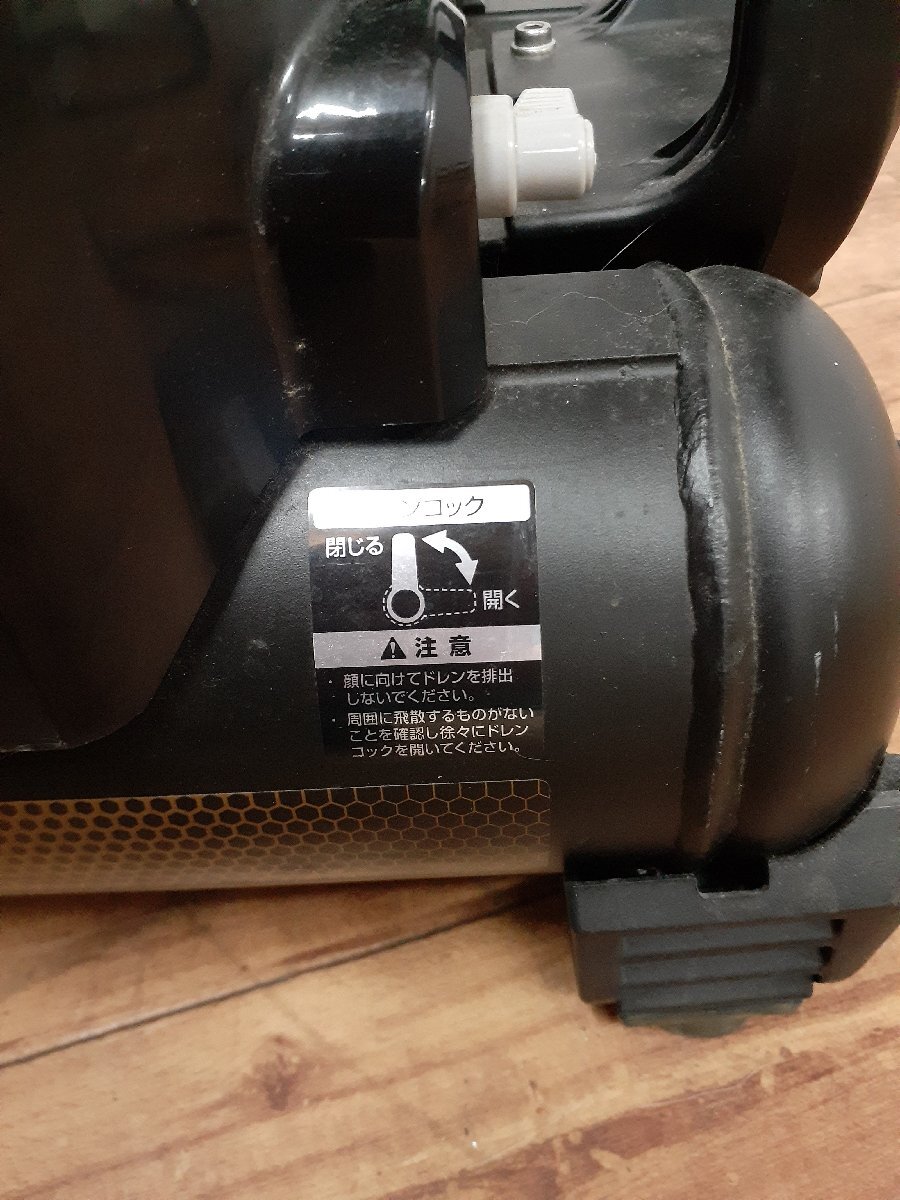 ンコック
閉じる
開く
注意
・顔に向けてドレンを排出
しないでください。
・周囲に飛散するものがない
ことを確認し徐々にドレン
コックを開いてください。